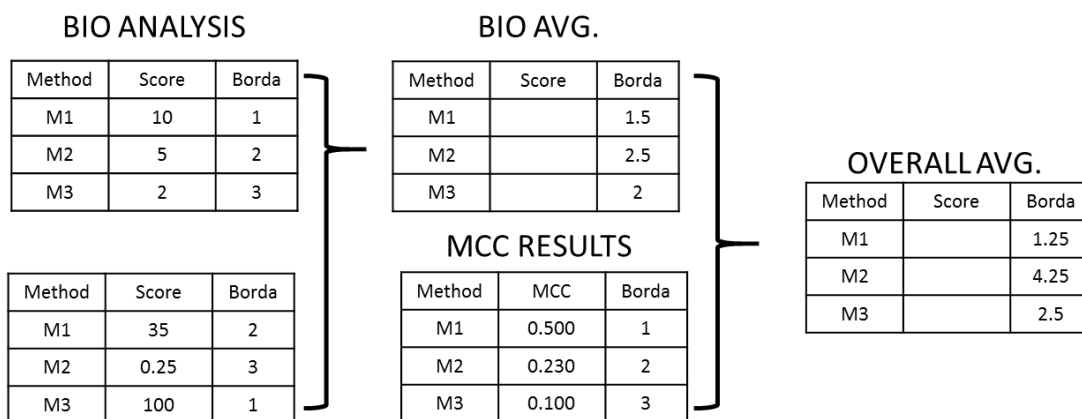 BIO ANALYSIS
Method Score Borda
M1 10 1
M2 5 2
M3 2 3
Method Score Borda
M1 35 2
M2 0.25 3
M3 100 1
BIO AVG.
Method Score Borda
M1 1.5
M2 2.5
M3 2
MCC RESULTS
Method MCC Borda
M1 0.500 1
M2 0.230 2
M3 0.100 3
OVERALL AVG.
Method Score Borda
M1 1.25
M2 4.25
M3 2.5